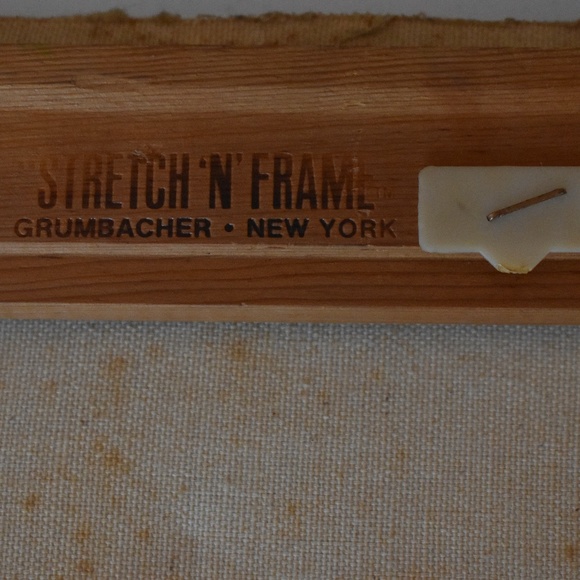 "STRETCH 'N' FRAME"
GRUMBACHER • NEW YORK